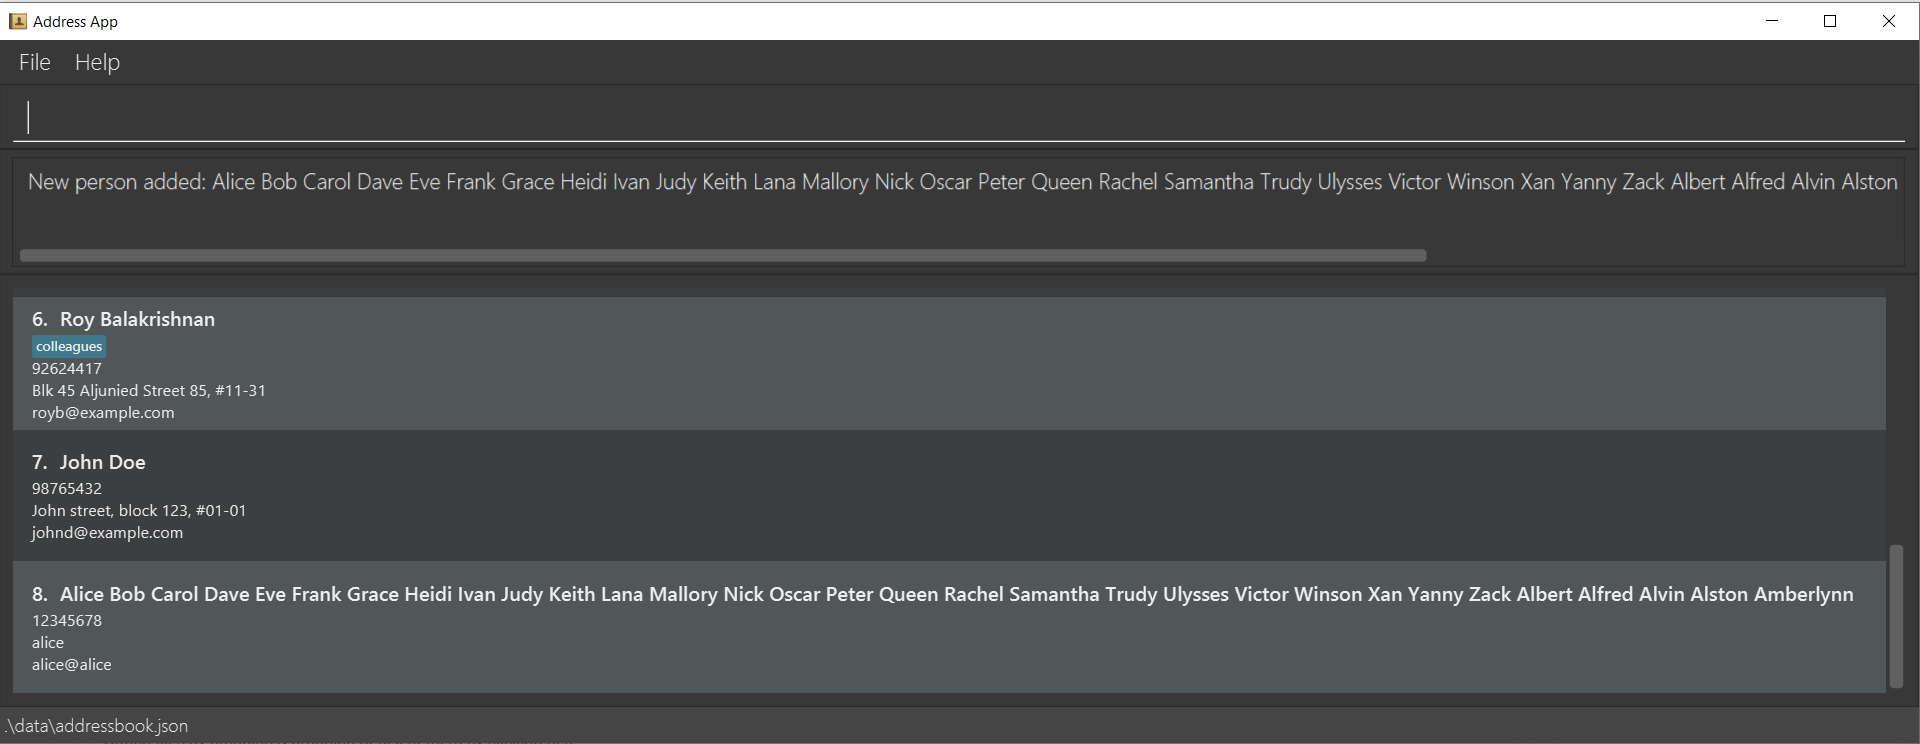 Address App
File Help
New person added: Alice Bob Carol Dave Eve Frank Grace Heidi Ivan Judy Keith Lana Mallory Nick Oscar Peter Queen Rachel Samantha Trudy Ulysses Victor Winson Xan Yanny Zack Albert Alfred Alvin Alston
6. Roy Balakrishnan
colleagues
92624417
Blk 45 Aljunied Street 85, #11-31
royb@example.com
7. John Doe
98765432
John street, block 123, #01-01
johnd@example.com
8. Alice Bob Carol Dave Eve Frank Grace Heidi Ivan Judy Keith Lana Mallory Nick Oscar Peter Queen Rachel Samantha Trudy Ulysses Victor Winson Xan Yanny Zack Albert Alfred Alvin Alston Amberlynn
12345678
alice
alice@alice
.\data\addressbook.json